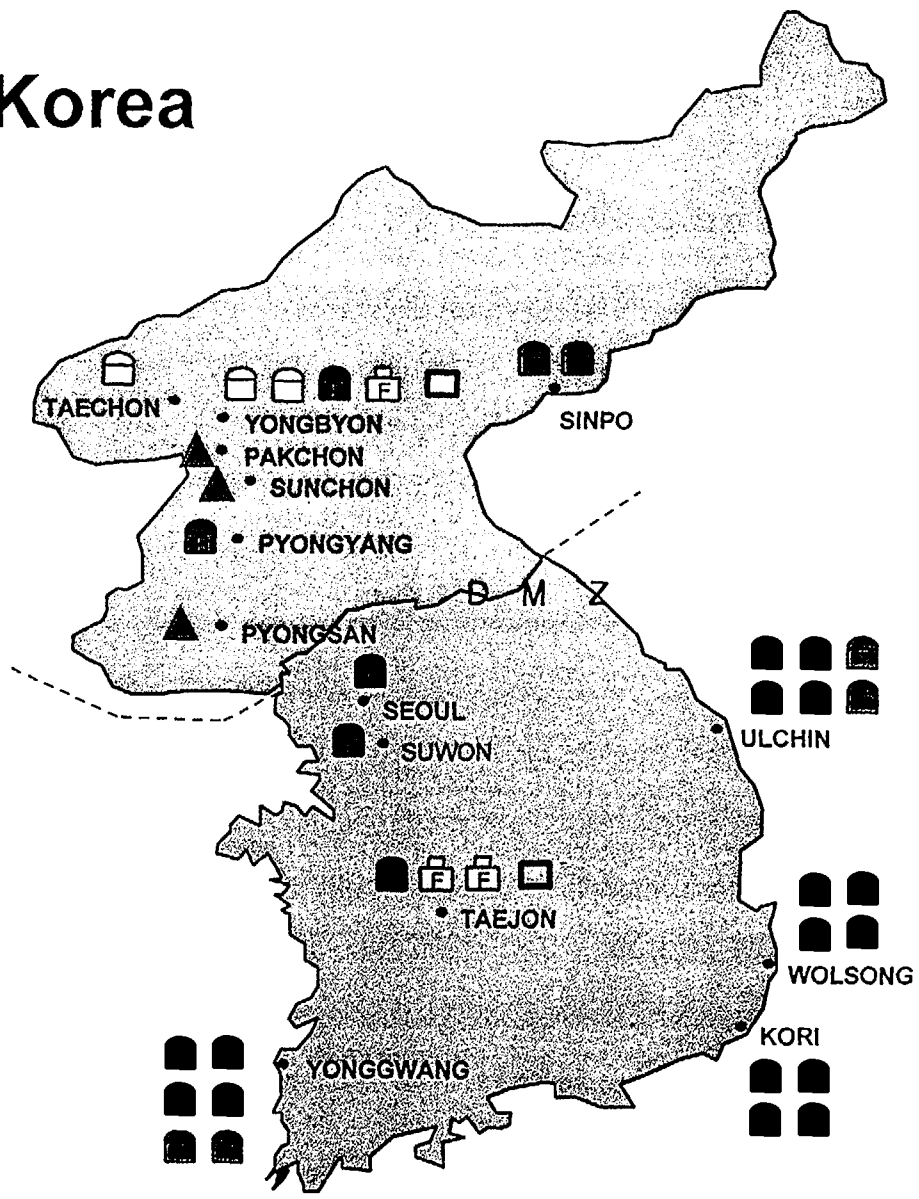 Korea
TAECHON
F
YONGBYON
SINPO
PAKCHON
SUNCHON
PYONGYANG
D M Z
PYONGSAN
SEOUL
SUWON
ULCHIN
F F
TAEJON
WOLSONG
KORI
YONGGWANG